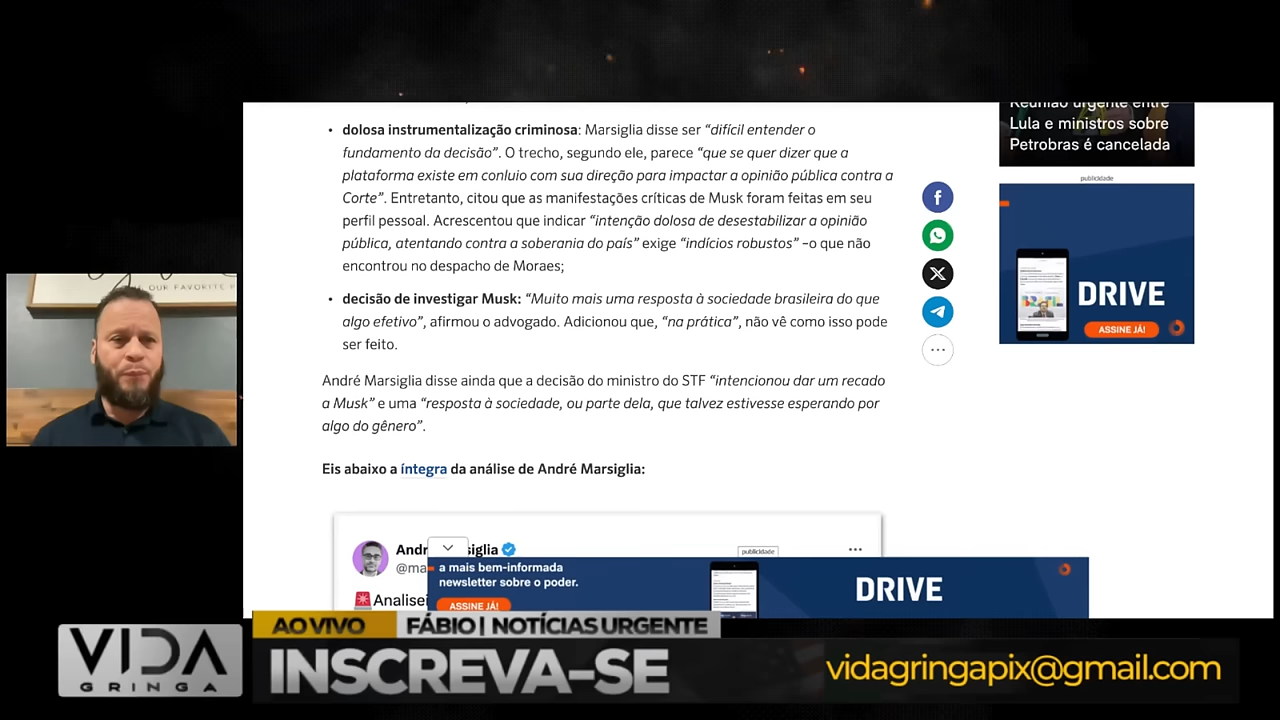 dolosa instrumentalização criminosa: Marsiglia disse ser “difícil entender o
fundamento da decisão”. O trecho, segundo ele, parece “que se quer dizer que a
plataforma existe em conluio com sua direção para impactar a opinião pública contra a
Corte”. Entretanto, citou que as manifestações críticas de Musk foram feitas em seu
perfil pessoal. Acrescentou que indicar “intenção dolosa de desestabilizar a opinião
pública, atentando contra a soberania do país” exige “indícios robustos” –o que não
encontrou no despacho de Moraes;
decisão de investigar Musk: “Muito mais uma resposta à sociedade brasileira do que
algo efetivo”, afirmou o advogado. Adicionou que, “na prática”, não vê como isso pode
ser feito.
André Marsiglia disse ainda que a decisão do ministro do STF “intencionou dar um recado
a Musk” e uma “resposta à sociedade, ou parte dela, que talvez estivesse esperando por
algo do gênero”.
Eis abaixo a íntegra da análise de André Marsiglia:
Reunião urgente entre
Lula e ministros sobre
Petrobras é cancelada
publicidade
DRIVE
ASSINE JÁ!
OUR FAVORITE
publicidade
a mais bem-informada
newsletter sobre o poder.
ASSINE JÁ!
DRIVE
AO VIVO
FÁBIO | NOTÍCIAS URGENTE
VIDA
GRINGA
INSCREVA-SE
vidagringapix@gmail.com